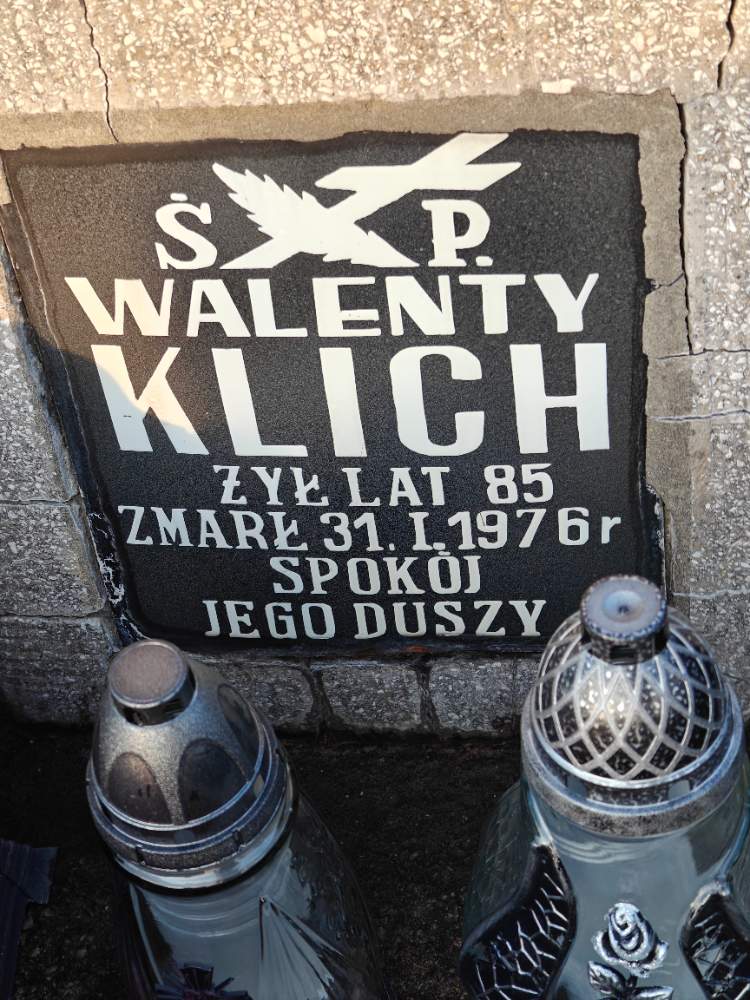 Ś P.
WALENTY
KLICH
ŻYŁ LAT 85
ZMARŁ 31. I. 1976 r
SPOKÓJ
JEGO DUSZY